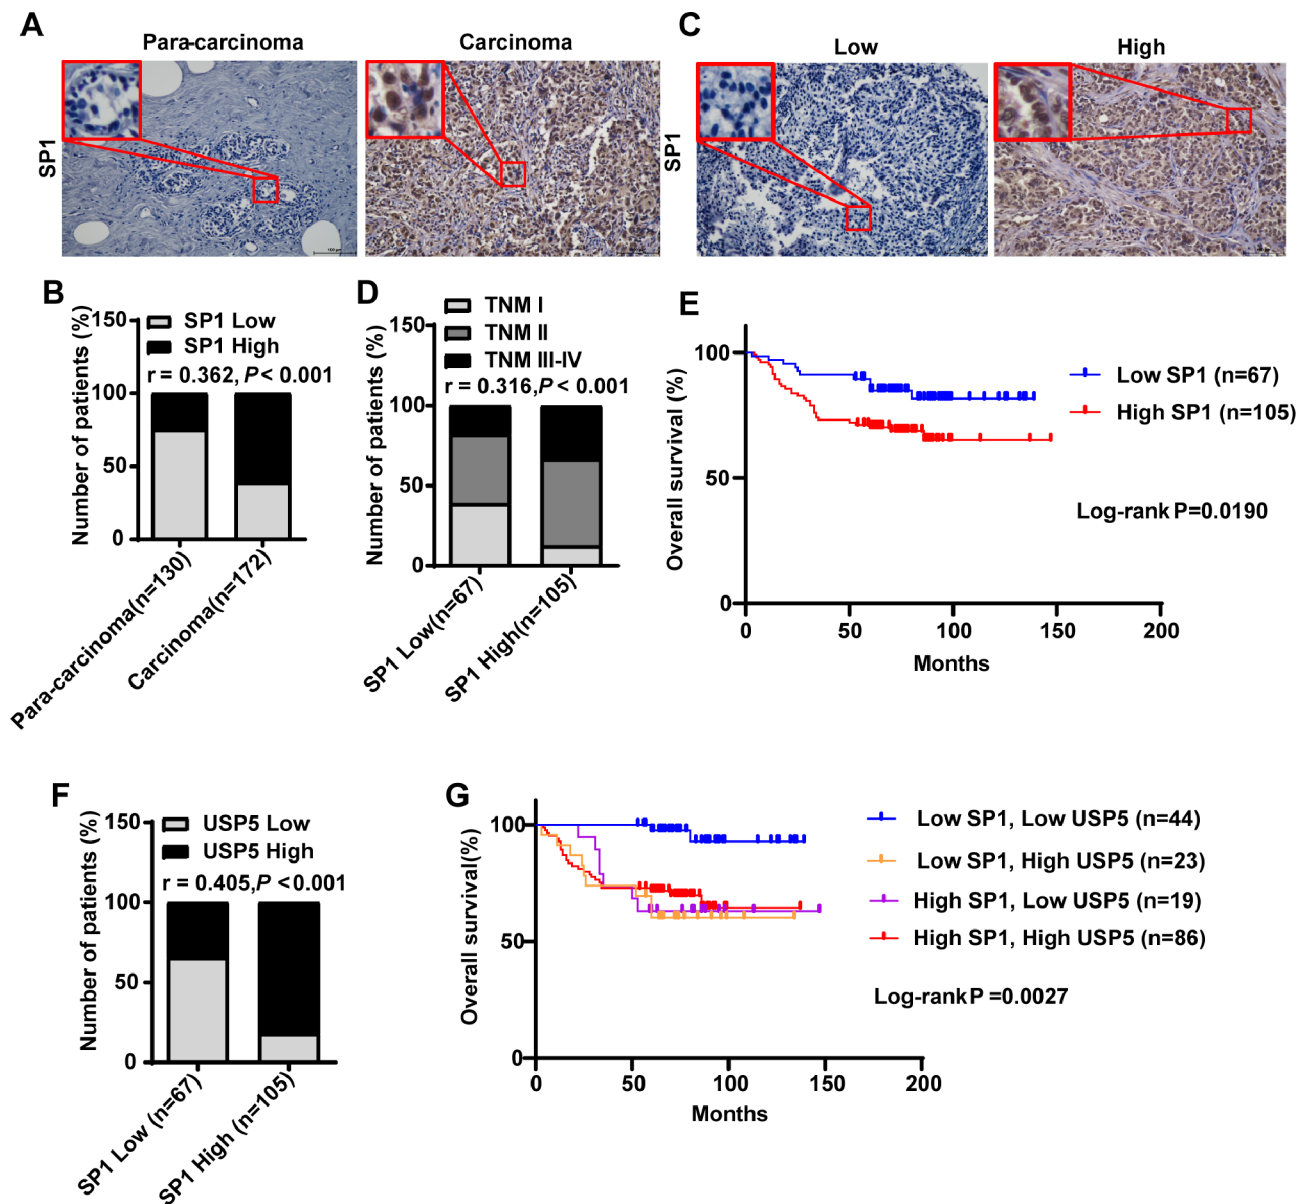 A
Para-carcinoma
Carcinoma
SP1
C
Low
High
SP1
B
SP1 Low
SP1 High
r = 0.362, P < 0.001
Number of patients (%)
150
100
50
0
Para-carcinoma(n=130)
Carcinoma(n=172)
D
TNM I
TNM II
TNM III-IV
r = 0.316,P < 0.001
Number of patients (%)
150
100
50
0
SP1 Low(n=67)
SP1 High(n=105)
E
Overall survival (%)
100
50
0
0
50
100
150
200
Months
Low SP1 (n=67)
High SP1 (n=105)
Log-rank P=0.0190
F
USP5 Low
USP5 High
r = 0.405,P <0.001
Number of patients (%)
150
100
50
0
SP1 Low (n=67)
SP1 High (n=105)
G
Overall survival(%)
100
50
0
0
50
100
150
200
Months
Low SP1, Low USP5 (n=44)
Low SP1, High USP5 (n=23)
High SP1, Low USP5 (n=19)
High SP1, High USP5 (n=86)
Log-rank P =0.0027